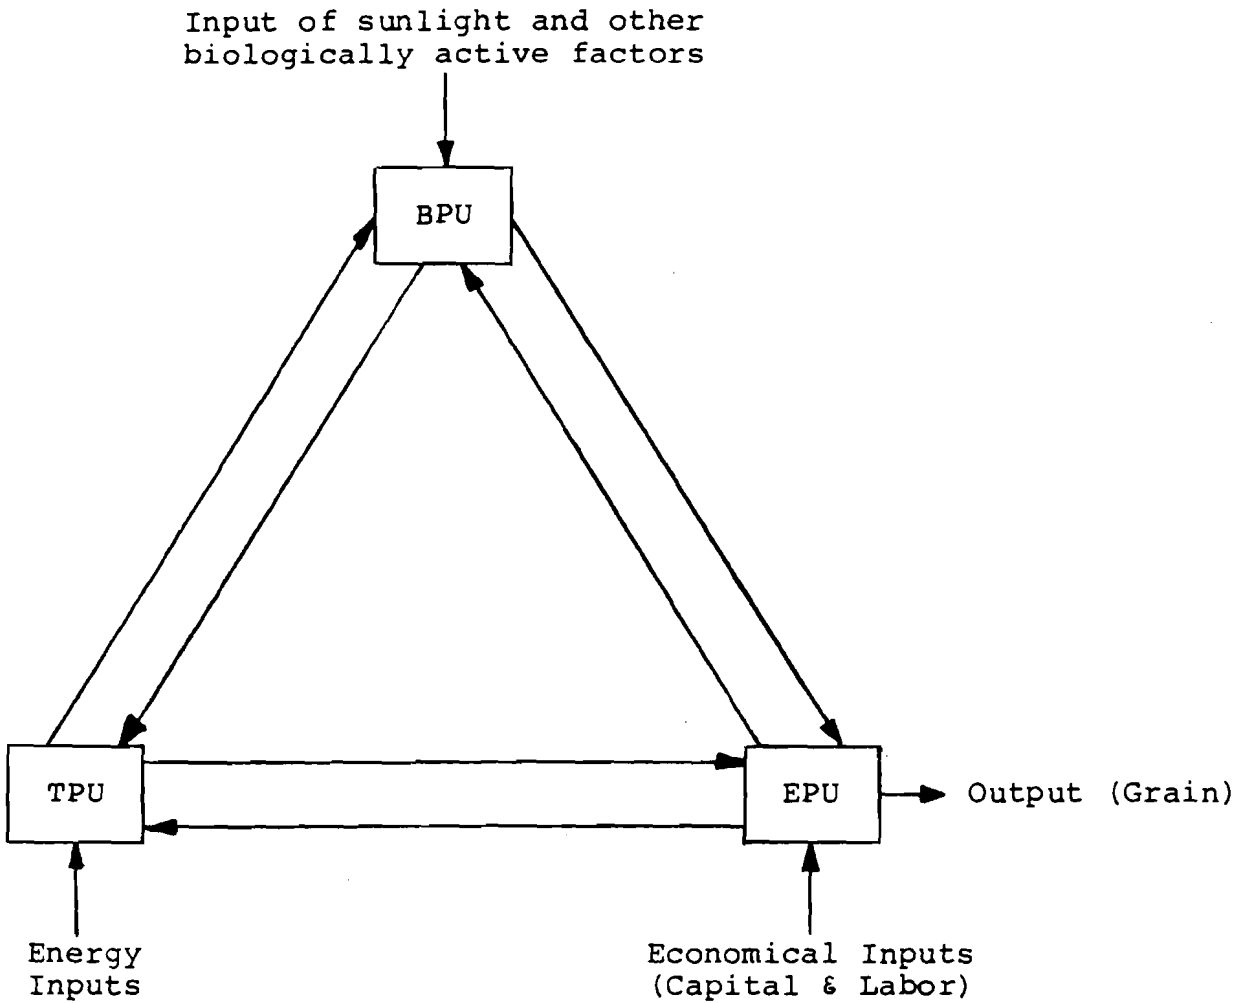 Input of sunlight and other
biologically active factors
BPU
TPU
EPU
Output (Grain)
Energy
Inputs
Economical Inputs
(Capital & Labor)